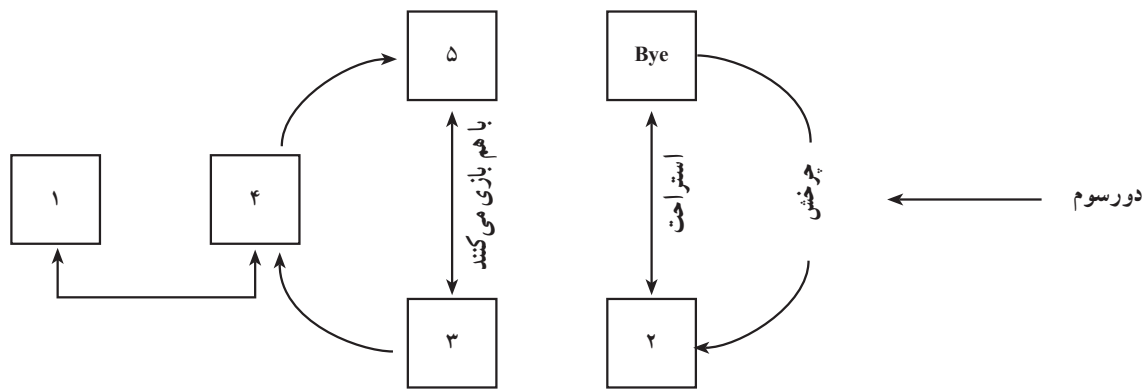 ۵
Bye
با هم بازی می‌کنند
استراحت
چرخش
دورسوم
۱
۴
۳
۲